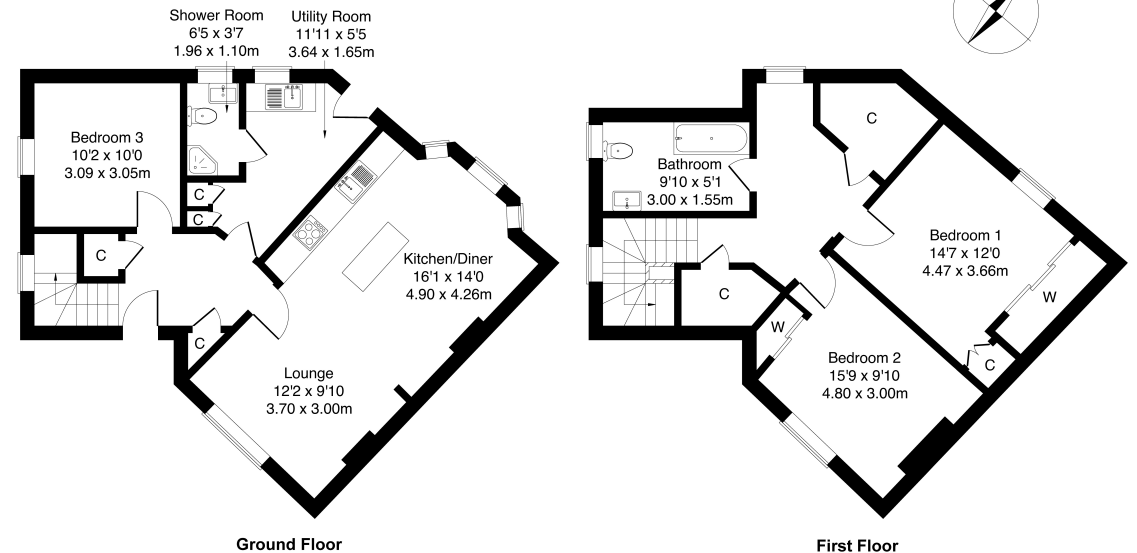 Shower Room
6'5 x 3'7
1.96 x 1.10m
Utility Room
11'11 x 5'5
3.64 x 1.65m
Bedroom 3
10'2 x 10'0
3.09 x 3.05m
C
C
C
Kitchen/Diner
16'1 x 14'0
4.90 x 4.26m
C
Lounge
12'2 x 9'10
3.70 x 3.00m
Ground Floor
C
Bathroom
9'10 x 5'1
3.00 x 1.55m
Bedroom 1
14'7 x 12'0
4.47 x 3.66m
C
W
W
C
Bedroom 2
15'9 x 9'10
4.80 x 3.00m
First Floor